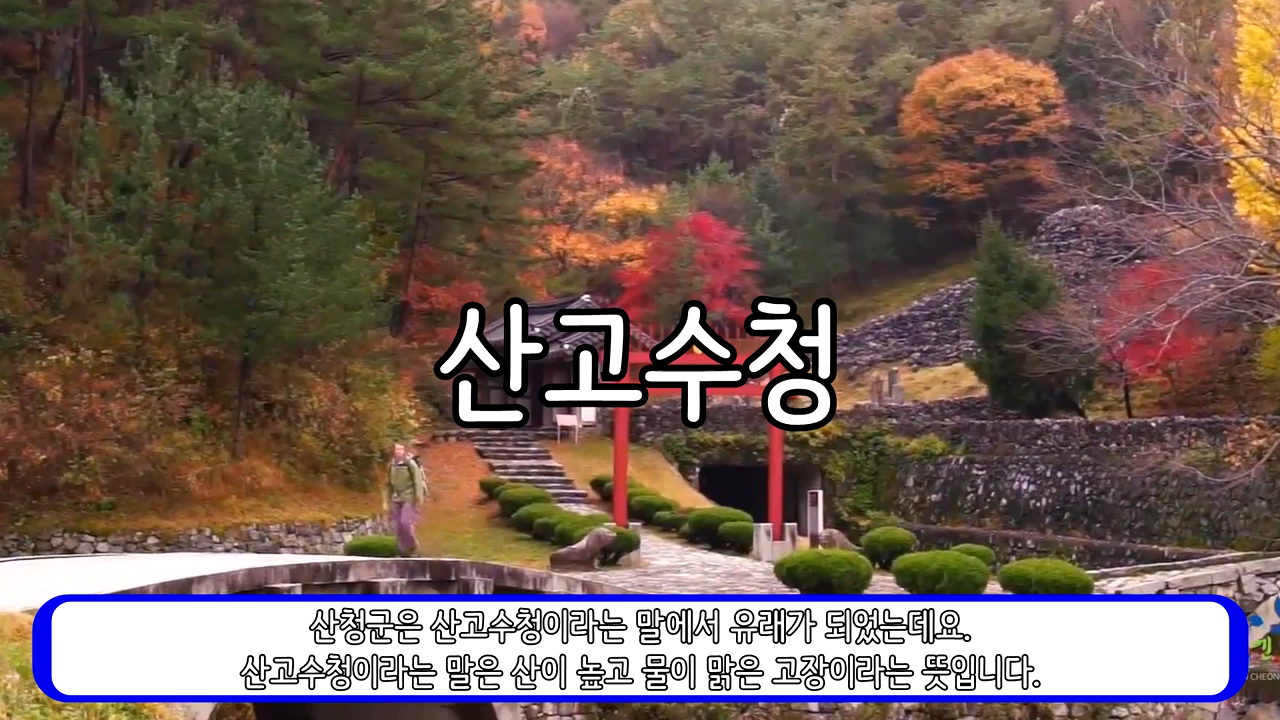 산고수청
산청군은 산고수청이라는 말에서 유래가 되었는데요.
산고수청이라는 말은 산이 높고 물이 맑은 고장이라는 뜻입니다.
CHEONG